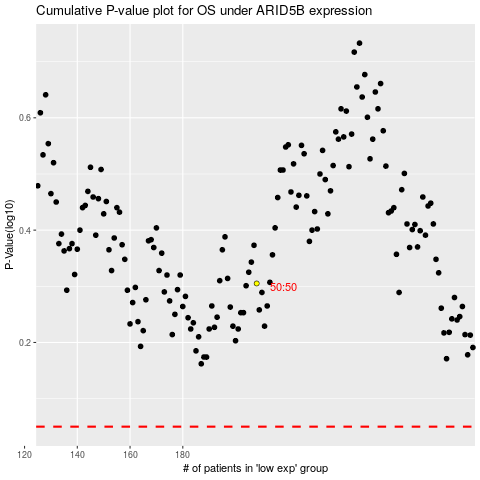 Cumulative P-value plot for OS under ARID5B expression
P-Value(log10)
0.6
0.4
0.2
50:50
120 140 160 180
# of patients in 'low exp' group